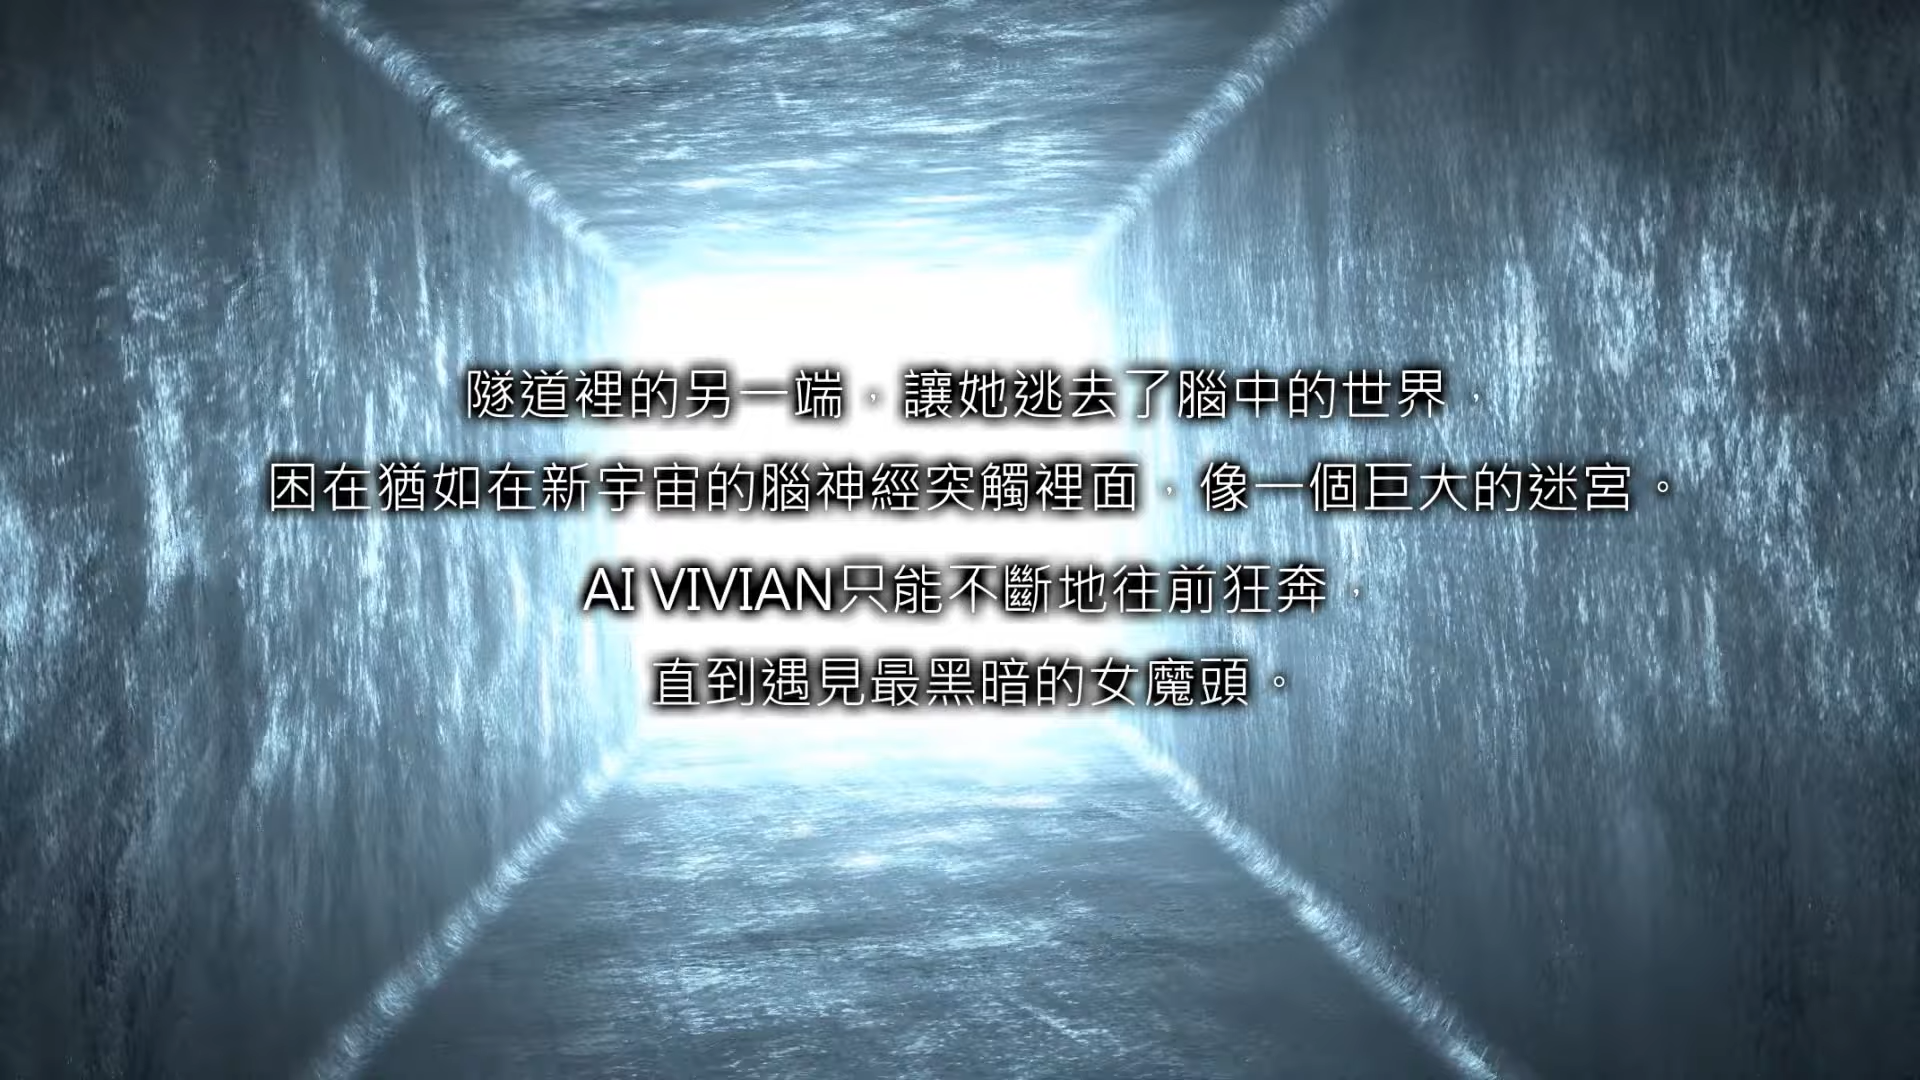 隧道裡的另一端，讓她逃去了腦中的世界，
困在猶如在新宇宙的腦神經突觸裡面，像一個巨大的迷宮。
AI VIVIAN只能不斷地往前狂奔，
直到遇見最黑暗的女魔頭。